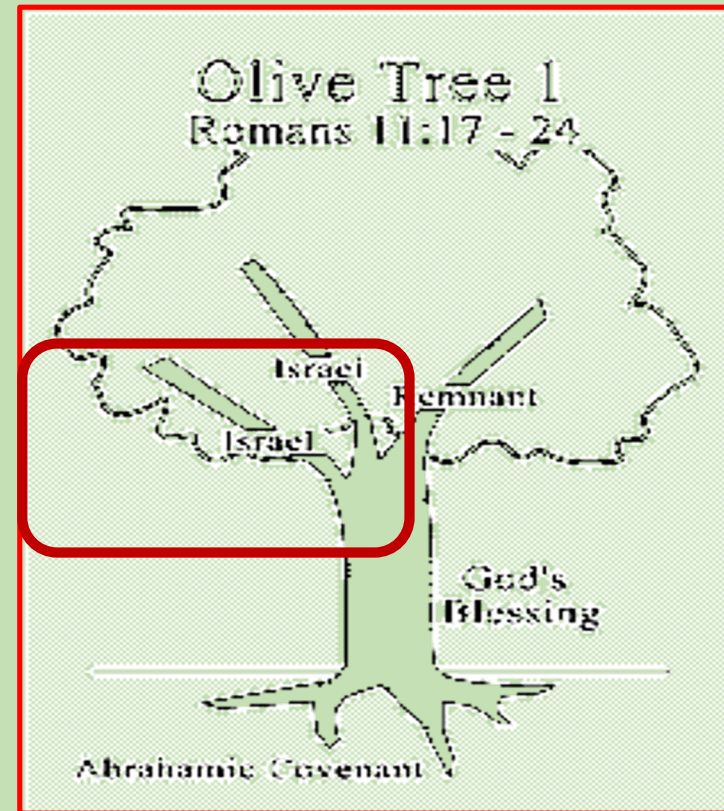 Olive Tree 1
Romans 11:17 - 24
Israel
Remnant
Israel
God's
Blessing
Abrahamic Covenant